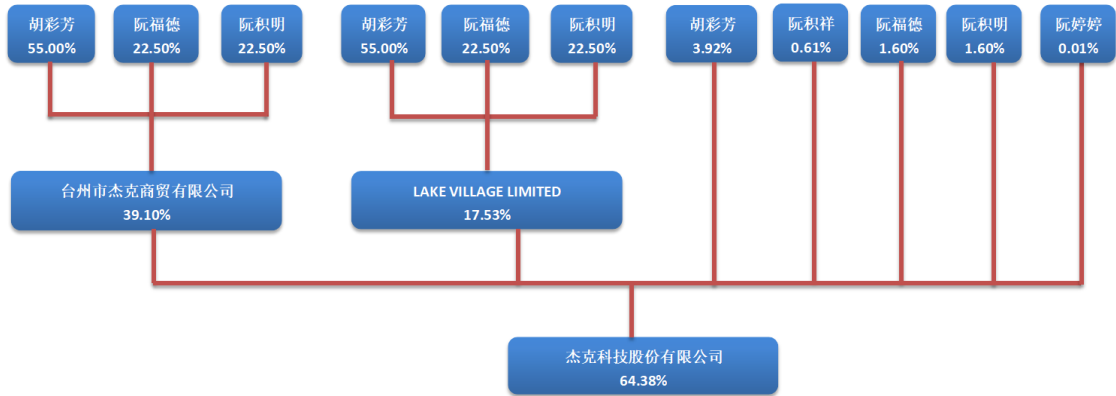 胡彩芳
55.00%
阮福德
22.50%
阮积明
22.50%
胡彩芳
55.00%
阮福德
22.50%
阮积明
22.50%
胡彩芳
3.92%
阮积祥
0.61%
阮福德
1.60%
阮积明
1.60%
阮婷婷
0.01%
台州市杰克商贸有限公司
39.10%
LAKE VILLAGE LIMITED
17.53%
杰克科技股份有限公司
64.38%